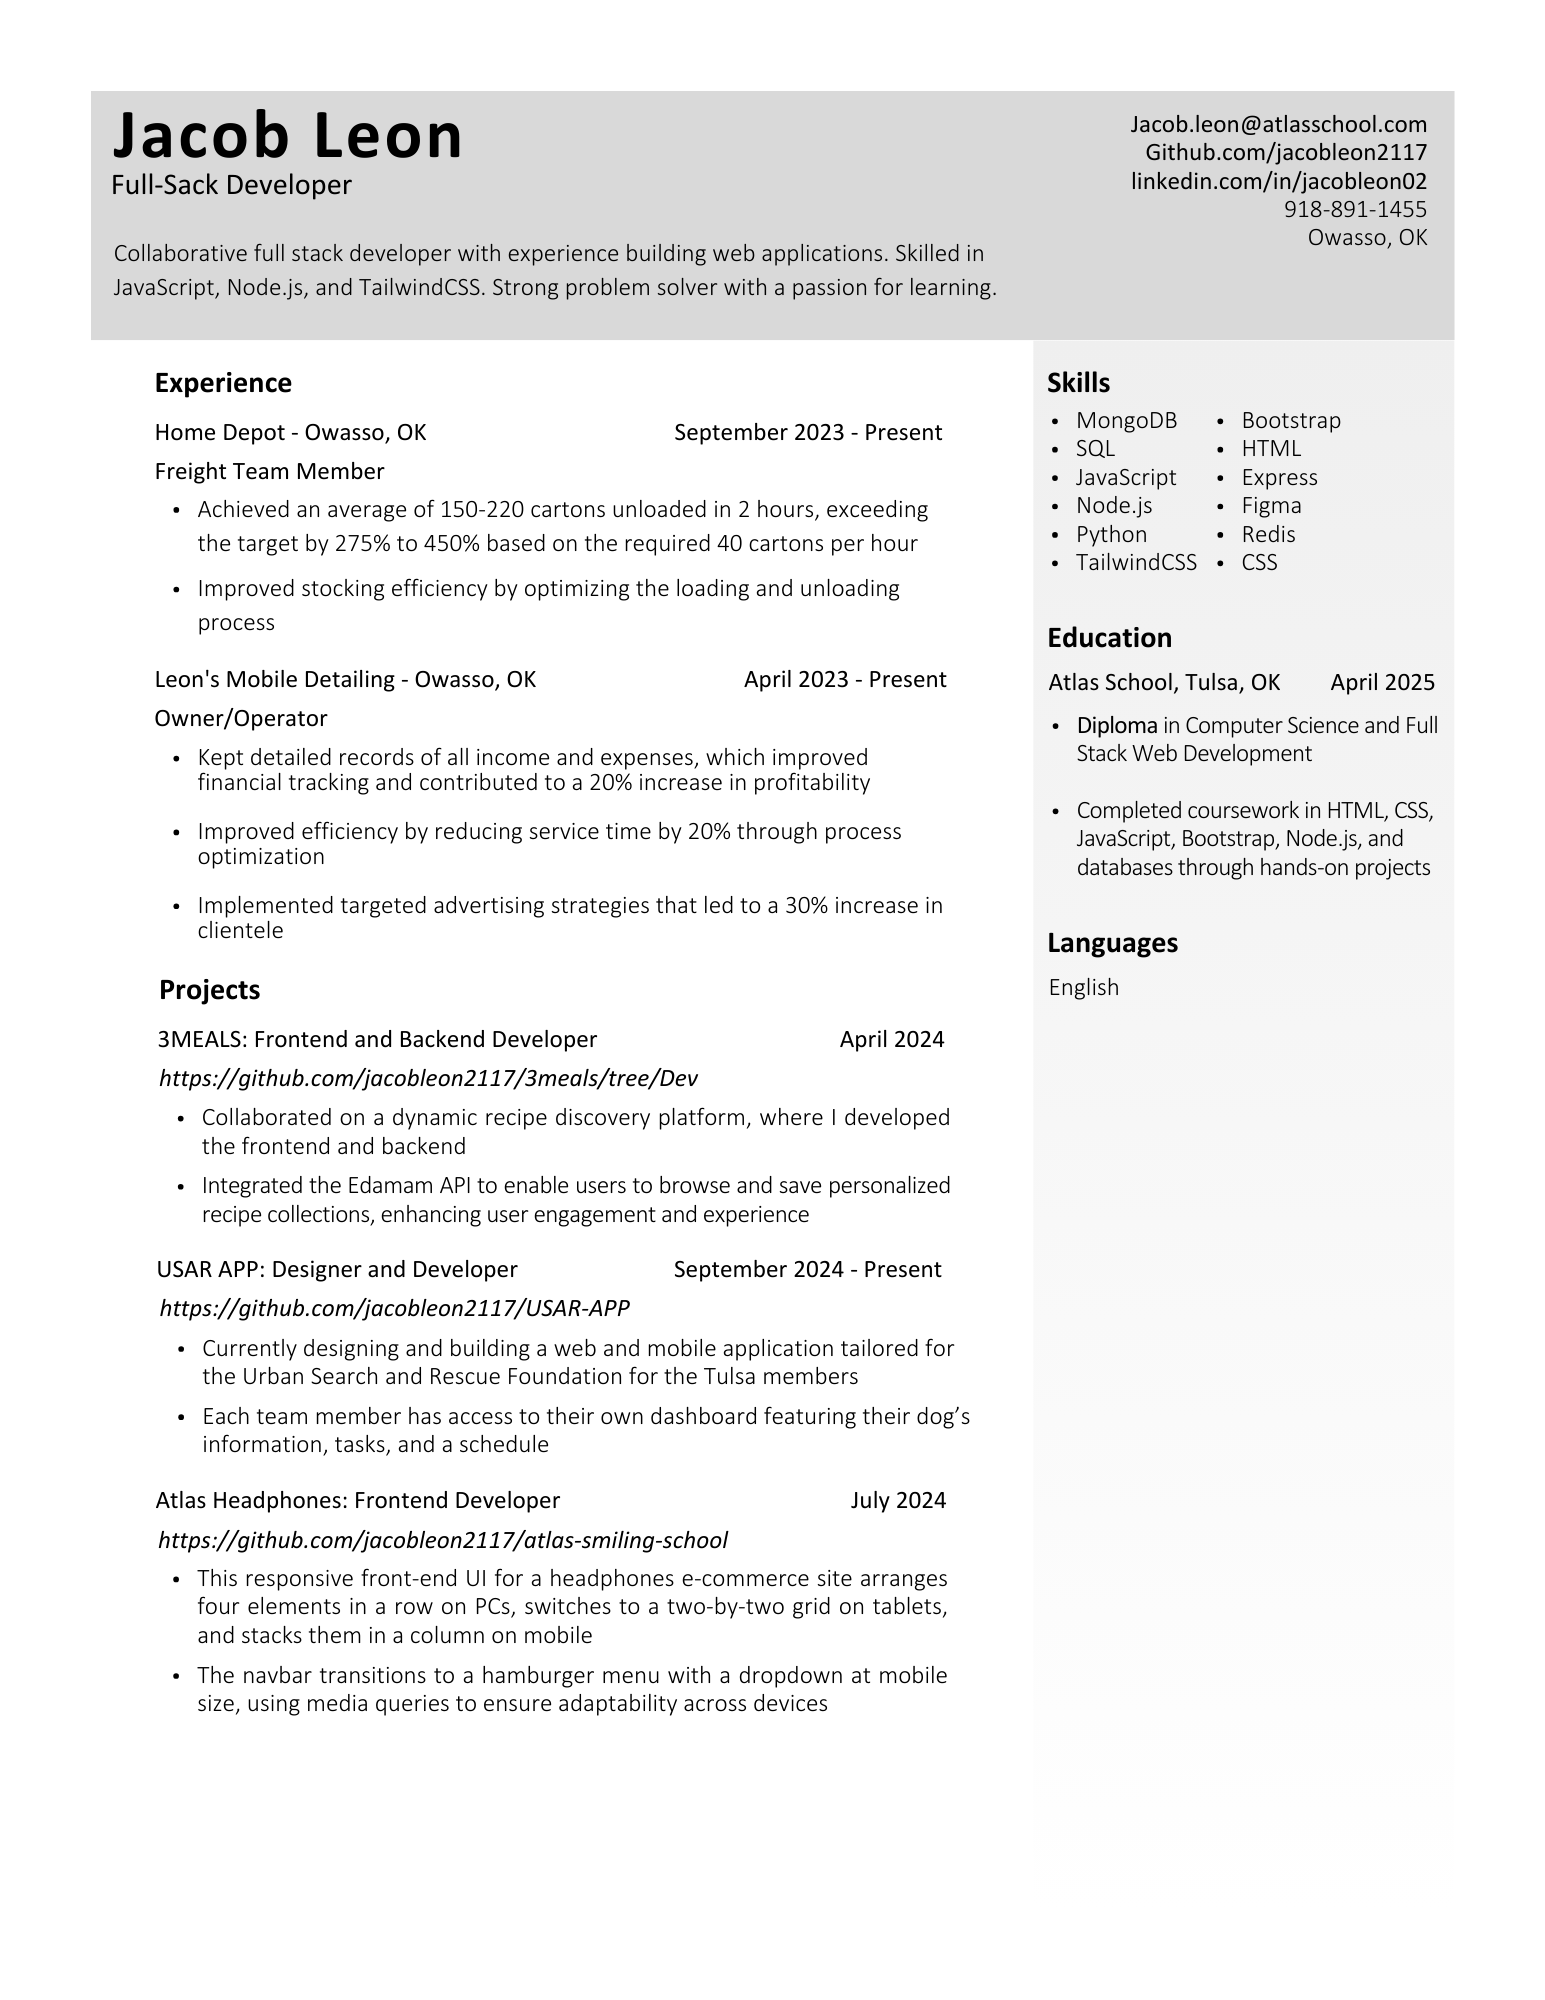 Jacob Leon
Full-Sack Developer
Collaborative full stack developer with experience building web applications. Skilled in
JavaScript, Node.js, and TailwindCSS. Strong problem solver with a passion for learning.
Jacob.leon@atlasschool.com
Github.com/jacobleon2117
linkedin.com/in/jacobleon02
918-891-1455
Owasso, OK
Experience
Home Depot - Owasso, OK September 2023 - Present
Freight Team Member
• Achieved an average of 150-220 cartons unloaded in 2 hours, exceeding
the target by 275% to 450% based on the required 40 cartons per hour
• Improved stocking efficiency by optimizing the loading and unloading
process
Leon's Mobile Detailing - Owasso, OK April 2023 - Present
Owner/Operator
• Kept detailed records of all income and expenses, which improved
financial tracking and contributed to a 20% increase in profitability
• Improved efficiency by reducing service time by 20% through process
optimization
• Implemented targeted advertising strategies that led to a 30% increase in
clientele
Projects
3MEALS: Frontend and Backend Developer April 2024
https://github.com/jacobleon2117/3meals/tree/Dev
• Collaborated on a dynamic recipe discovery platform, where I developed
the frontend and backend
• Integrated the Edamam API to enable users to browse and save personalized
recipe collections, enhancing user engagement and experience
USAR APP: Designer and Developer September 2024 - Present
https://github.com/jacobleon2117/USAR-APP
• Currently designing and building a web and mobile application tailored for
the Urban Search and Rescue Foundation for the Tulsa members
• Each team member has access to their own dashboard featuring their dog’s
information, tasks, and a schedule
Atlas Headphones: Frontend Developer July 2024
https://github.com/jacobleon2117/atlas-smiling-school
• This responsive front-end UI for a headphones e-commerce site arranges
four elements in a row on PCs, switches to a two-by-two grid on tablets,
and stacks them in a column on mobile
• The navbar transitions to a hamburger menu with a dropdown at mobile
size, using media queries to ensure adaptability across devices
Skills
• MongoDB • Bootstrap
• SQL • HTML
• JavaScript • Express
• Node.js • Figma
• Python • Redis
• TailwindCSS • CSS
Education
Atlas School, Tulsa, OK April 2025
• Diploma in Computer Science and Full
Stack Web Development
• Completed coursework in HTML, CSS,
JavaScript, Bootstrap, Node.js, and
databases through hands-on projects
Languages
English